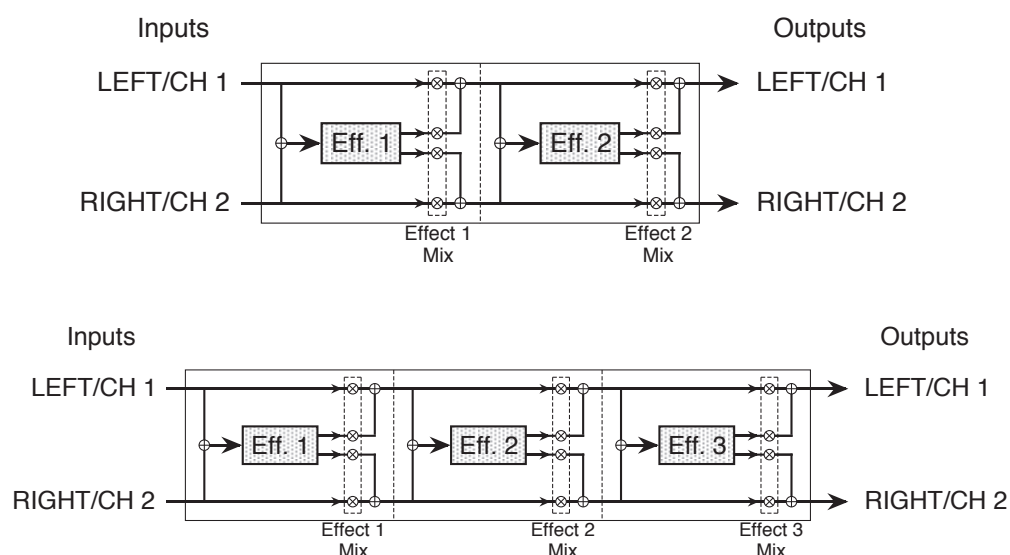 Inputs Outputs
LEFT/CH 1 LEFT/CH 1
Eff. 1 Eff. 2
RIGHT/CH 2 RIGHT/CH 2
Effect 1 Effect 2
Mix Mix
Inputs Outputs
LEFT/CH 1 LEFT/CH 1
Eff. 1 Eff. 2 Eff. 3
RIGHT/CH 2 RIGHT/CH 2
Effect 1 Effect 2 Effect 3
Mix Mix Mix